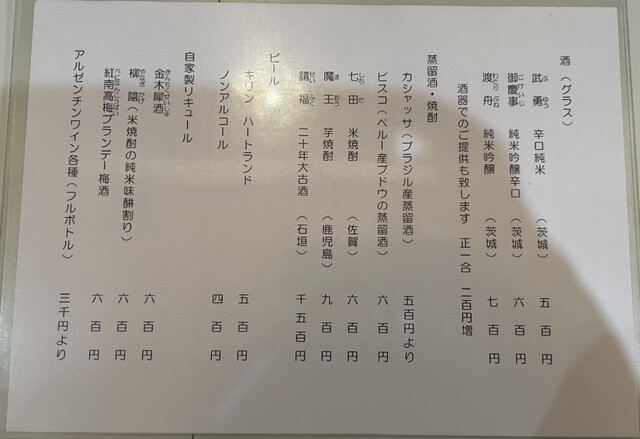 酒（グラス）
武勇 辛口純米 （茨城） 五百円
御慶事 純米吟醸辛口 （茨城） 六百円
渡舟 純米吟醸 （茨城） 七百円
酒器でのご提供も致します 正一合 二百円増
蒸留酒・焼酎
カシャッサ（ブラジル産蒸留酒） 五百円より
ピスコ（ペルー産ブドウの蒸留酒） 六百円
七田 米焼酎 （佐賀） 六百円
魔王 芋焼酎 （鹿児島） 九百円
請福 二十年大古酒 （石垣） 千五百円
ビール
キリン ハートランド 五百円
ノンアルコール 四百円
自家製リキュール
金木犀酒 六百円
柳陰（米焼酎の純米味醂割り） 六百円
紅南高梅ブランデー梅酒 六百円
アルゼンチンワイン各種（フルボトル） 三千円より